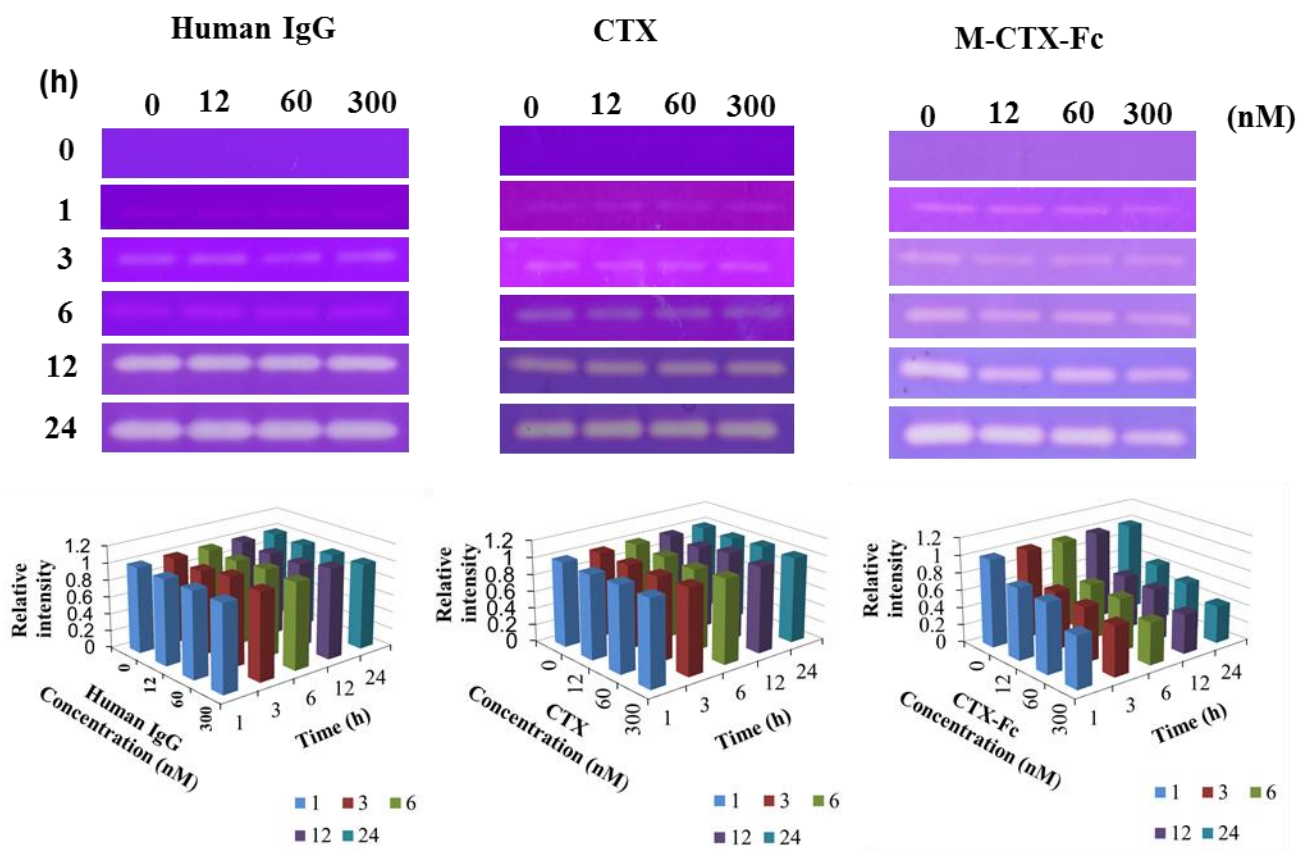 Human IgG CTX M-CTX-Fc
(h)
0 12 60 300 0 12 60 300 0 12 60 300 (nM)
0
1
3
6
12
24
Relative intensity
1.2
1
0.8
0.6
0.4
0.2
0
0 12 60 300
Human IgG
Concentration (nM)
1 3 6 12 24
Time (h)
1 3 6
12 24
Relative intensity
1.2
1
0.8
0.6
0.4
0.2
0
0 12 60 300
CTX
Concentration (nM)
1 3 6 12 24
Time (h)
1 3 6
12 24
Relative intensity
1.2
1
0.8
0.6
0.4
0.2
0
0 12 60 300
CTX-Fc
Concentration (nM)
1 3 6 12 24
Time (h)
1 3 6
12 24